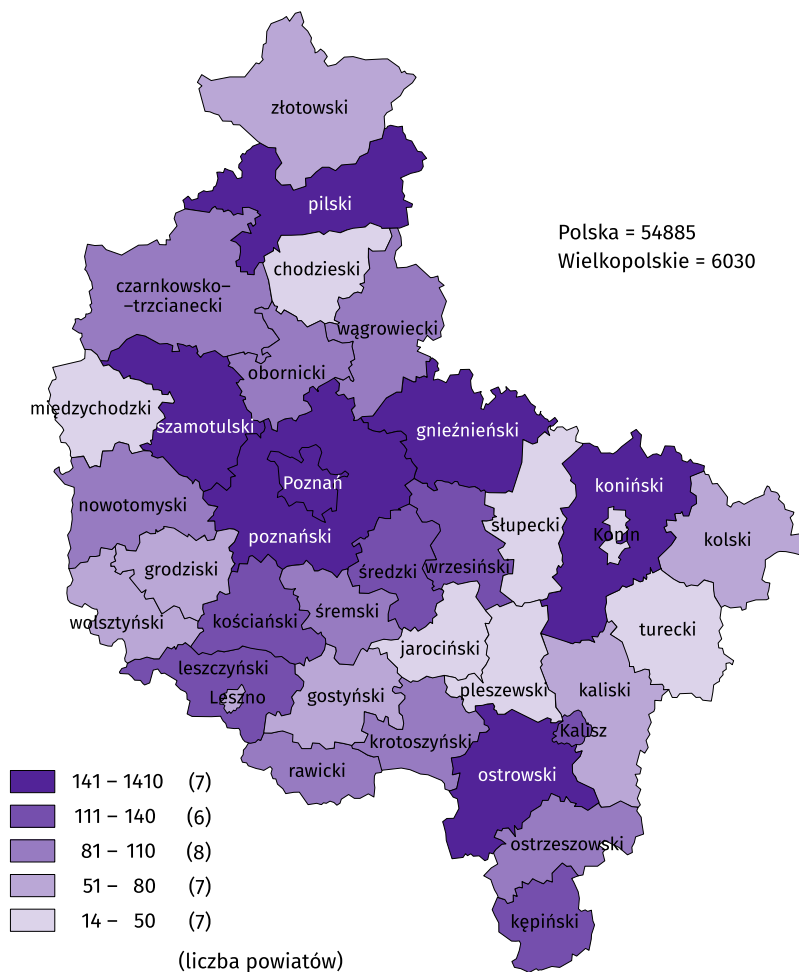 złotowski
pilski
Polska = 54885
Wielkopolskie = 6030
chodzieski
czarnkowsko–
–trzcianecki
wągrowiecki
obornicki
międzychodzki
szamotulski
gnieźnieński
Poznań
koniński
nowotomyski
słupecki
Konin
poznański
kolski
grodziski
średzki
wrzesiński
śremski
wolsztyński
kościański
turecki
jarociński
leszczyński
pleszewski
kaliski
Leszno
gostyński
Kalisz
krotoszyński
rawicki
ostrowski
141 – 1410 (7)
111 – 140 (6)
81 – 110 (8)
ostrzeszowski
51 – 80 (7)
14 – 50 (7)
kępiński
(liczba powiatów)